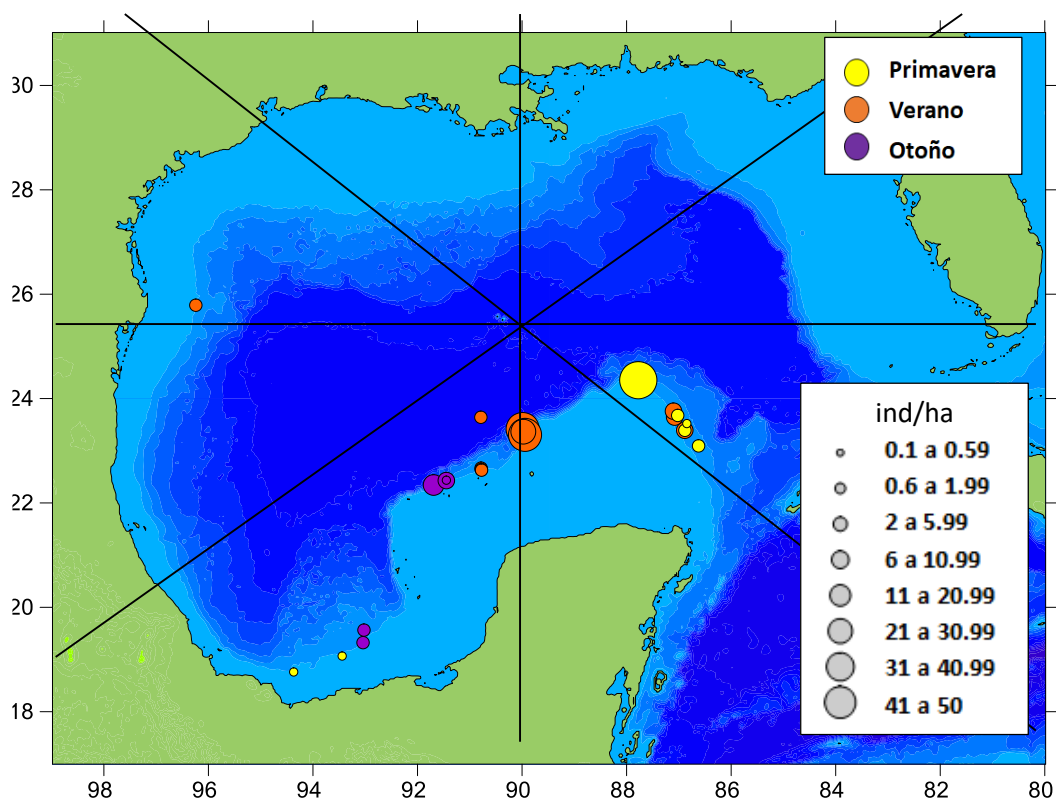 Primavera
Verano
Otoño
30
28
26
24
22
20
18
ind/ha
0.1 a 0.59
0.6 a 1.99
2 a 5.99
6 a 10.99
11 a 20.99
21 a 30.99
31 a 40.99
41 a 50
98 96 94 92 90 88 86 84 82 80